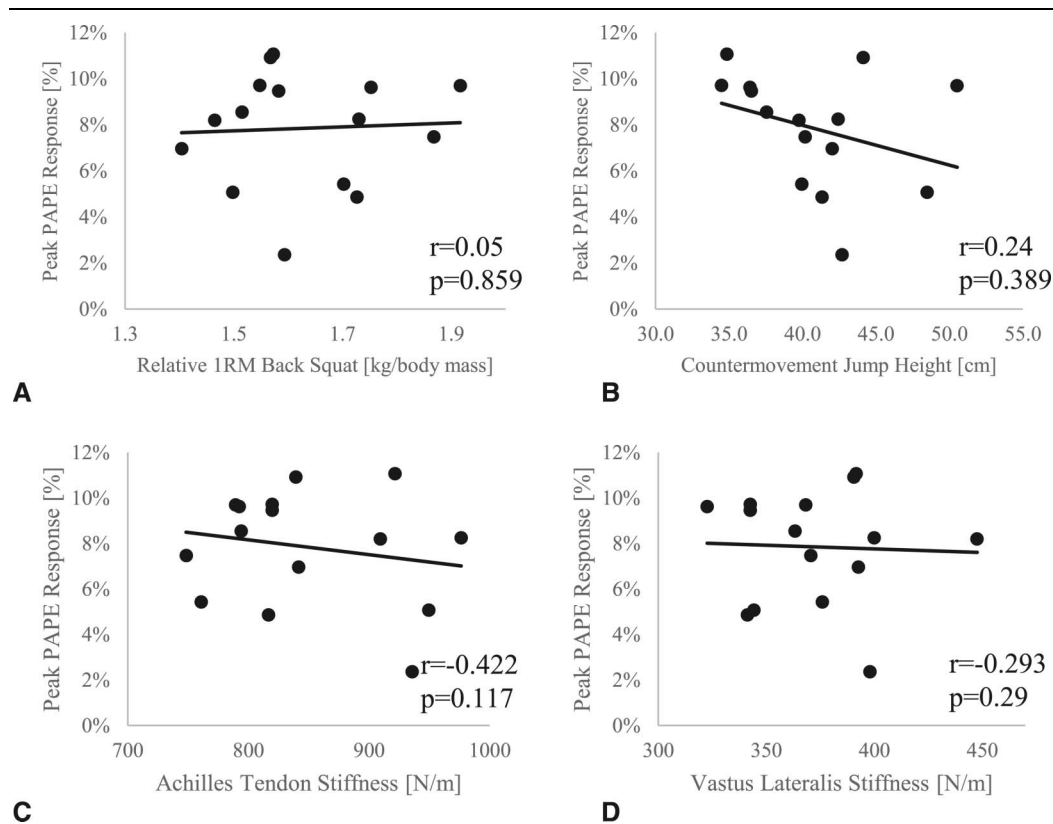 12%
10%
8%
6%
4%
2%
0%
Peak PAPE Response [%]
1.3 1.5 1.7 1.9
Relative 1RM Back Squat [kg/body mass]
r=0.05
p=0.859
A
12%
10%
8%
6%
4%
2%
0%
Peak PAPE Response [%]
30.0 35.0 40.0 45.0 50.0 55.0
Countermovement Jump Height [cm]
r=0.24
p=0.389
B
12%
10%
8%
6%
4%
2%
0%
Peak PAPE Response [%]
700 800 900 1000
Achilles Tendon Stiffness [N/m]
r=-0.422
p=0.117
C
12%
10%
8%
6%
4%
2%
0%
Peak PAPE Response [%]
300 350 400 450
Vastus Lateralis Stiffness [N/m]
r=-0.293
p=0.29
D